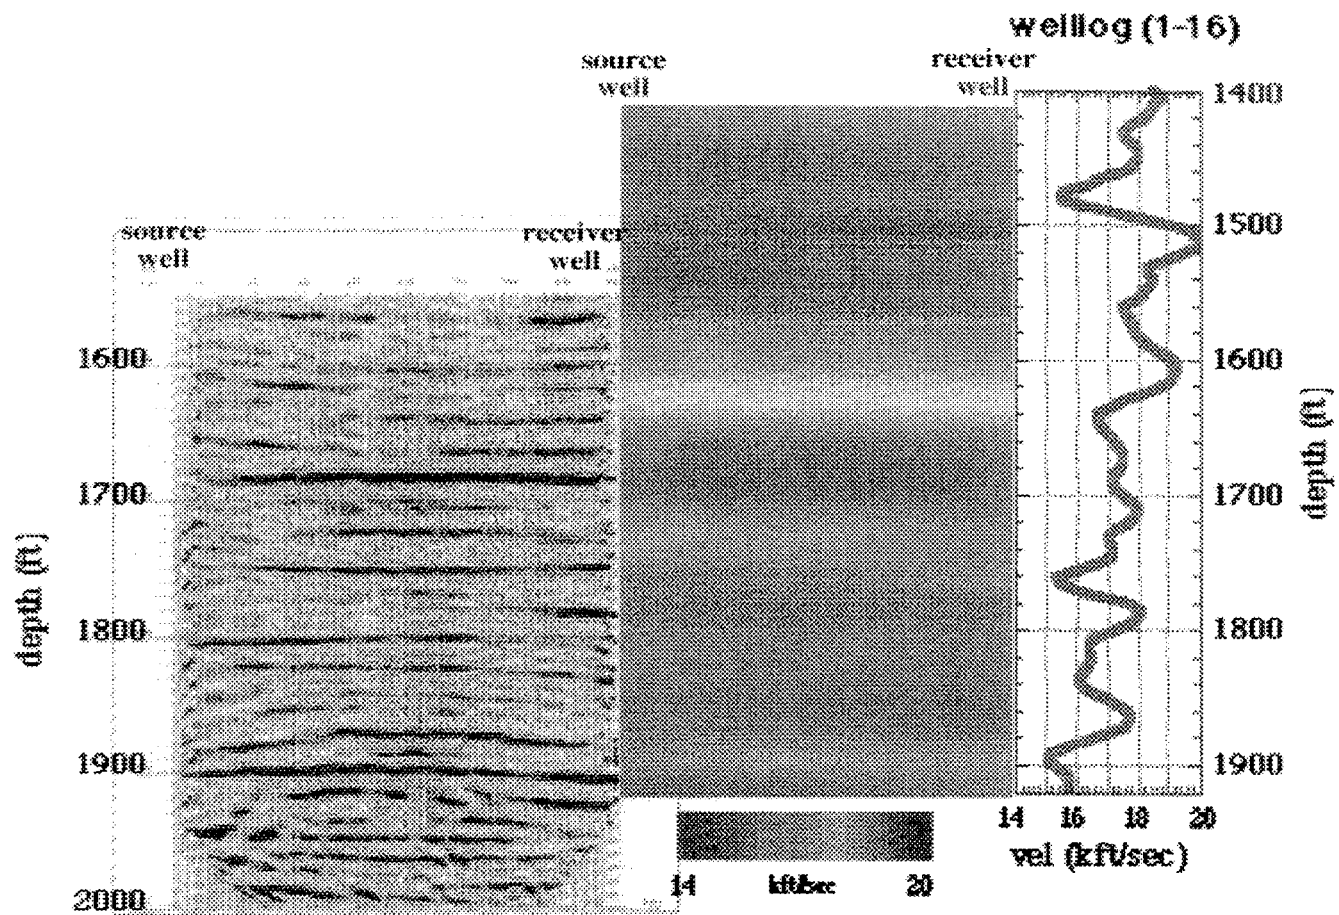 welllog (1-16)
source
well
receiver
well
1400
1500
1600
1700
1800
1900
depth (ft)
14 16 18 20
vel (kft/sec)
source
well
receiver
well
1600
1700
1800
1900
2000
depth (ft)
14 kft/sec 20